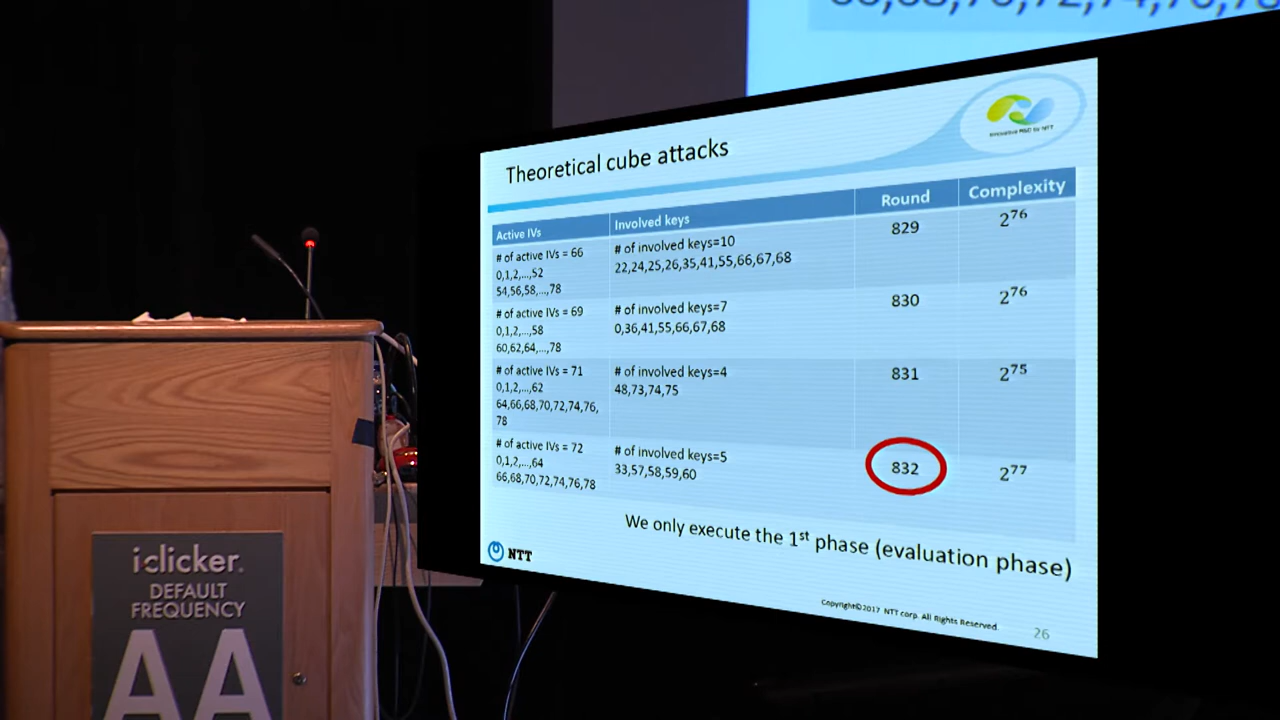 Theoretical cube attacks
Innovative R&D by NTT
Active IVs
Involved keys
Round
Complexity
# of active IVs = 66
0,1,2,...,52
54,56,58,...,78
# of involved keys=10
22,24,25,26,35,41,55,66,67,68
829
2^76
# of active IVs = 69
0,1,2,...,58
60,62,64,...,78
# of involved keys=7
0,36,41,55,66,67,68
830
2^76
# of active IVs = 71
0,1,2,...,62
64,66,68,70,72,74,76,
78
# of involved keys=4
48,73,74,75
831
2^75
# of active IVs = 72
0,1,2,...,64
66,68,70,72,74,76,78
# of involved keys=5
33,57,58,59,60
832
2^77
We only execute the 1st phase (evaluation phase)
NTT
Copyright©2017 NTT corp. All Rights Reserved.
26
iclicker.
DEFAULT
FREQUENCY
AA